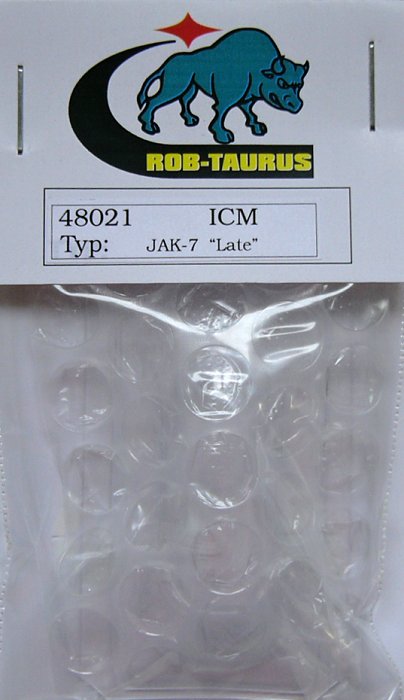 ROB-TAURUS
48021 ICM
Typ: JAK-7 “Late”